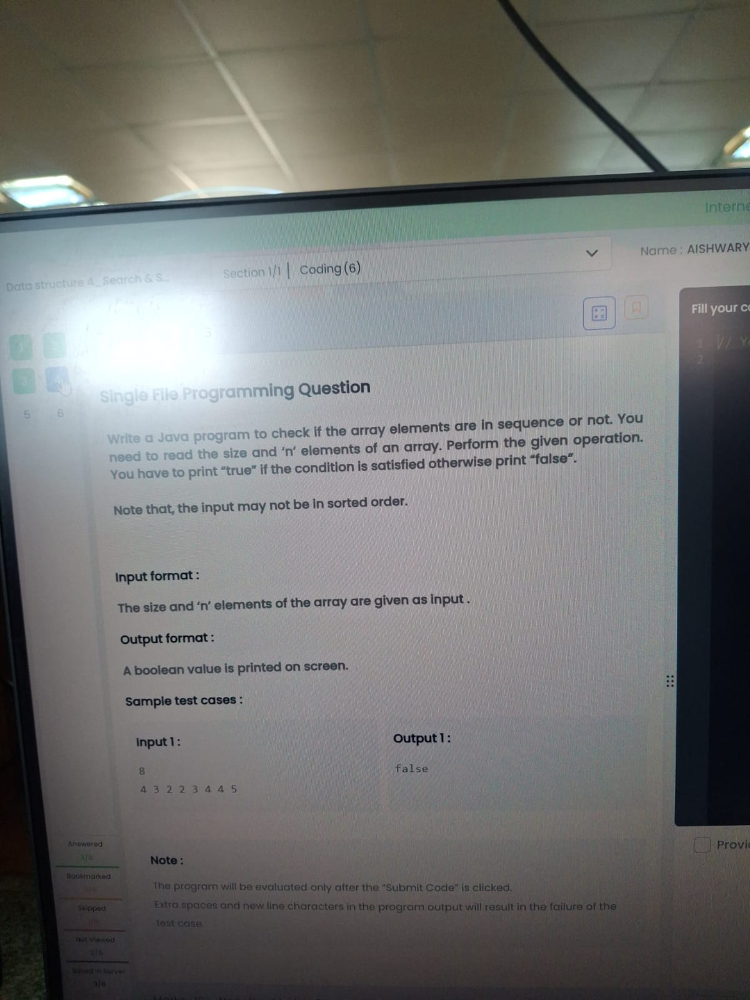 Interne
Data structure 4_Search & S...
Section 1/1 | Coding (6)
Name : AISHWARY
Fill your co
1 2
3 4
5 6
1 // Yo
2
Single File Programming Question
Write a Java program to check if the array elements are in sequence or not. You
need to read the size and ‘n’ elements of an array. Perform the given operation.
You have to print “true” if the condition is satisfied otherwise print “false”.
Note that, the input may not be in sorted order.
Input format :
The size and ‘n’ elements of the array are given as input .
Output format :
A boolean value is printed on screen.
Sample test cases :
Input 1 :
8
4 3 2 2 3 4 4 5
Output 1 :
false
Note :
The program will be evaluated only after the “Submit Code” is clicked.
Extra spaces and new line characters in the program output will result in the failure of the
test case.
Provi
Answered
3/6
Bookmarked
Skipped
1/6
Not Viewed
2/6
Saved in Server
3/6